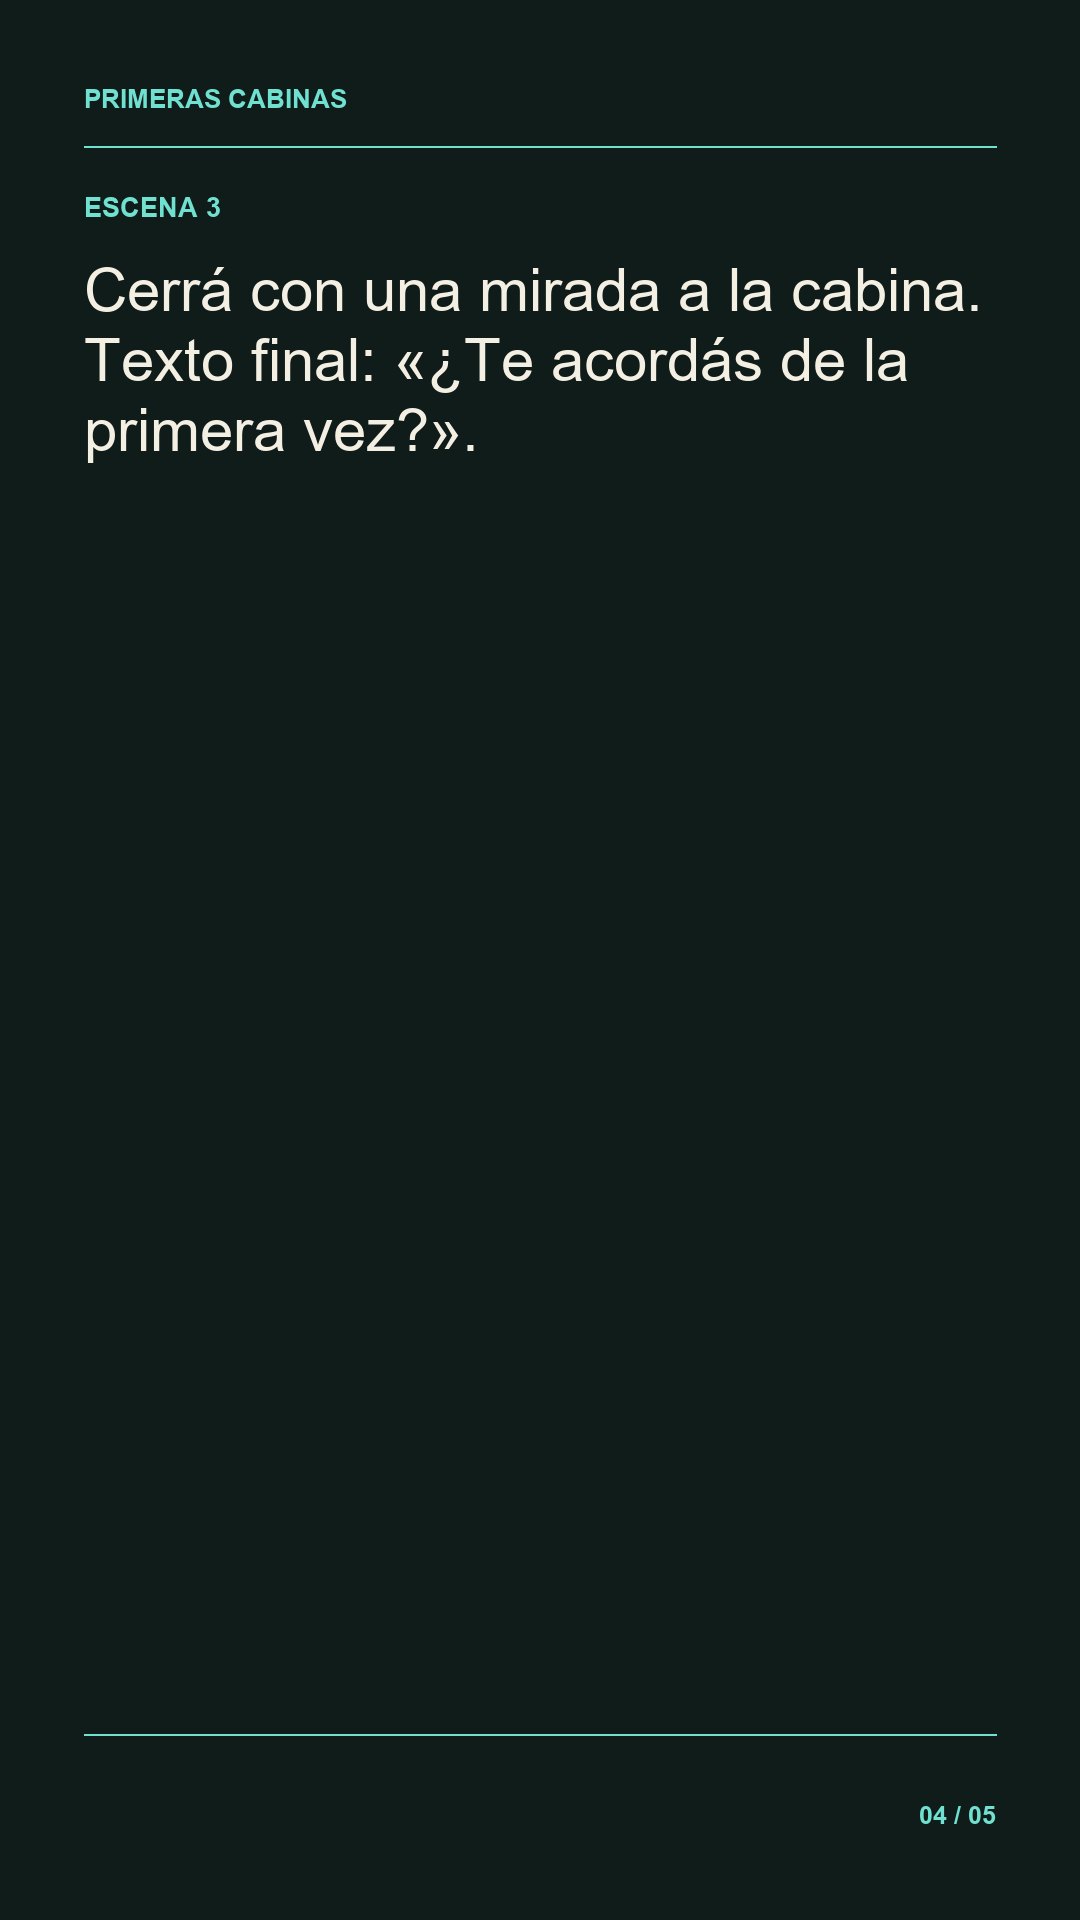 PRIMERAS CABINAS
ESCENA 3
Cerrá con una mirada a la cabina.
Texto final: «¿Te acordás de la
primera vez?».
04 / 05